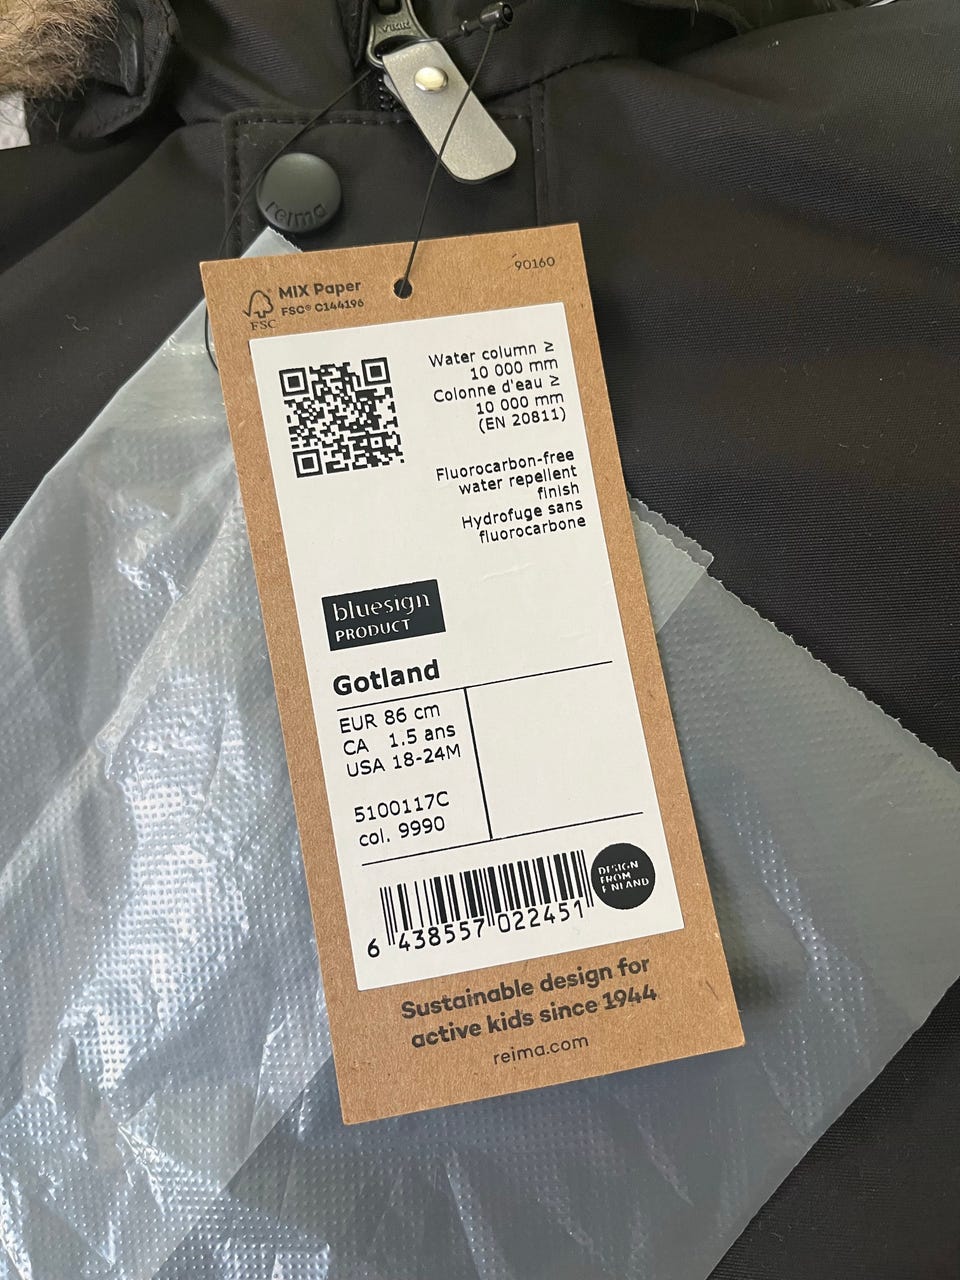 YKK
reima
90160
MIX Paper
FSC® C144196
FSC
Water column ≥
10 000 mm
Colonne d'eau ≥
10 000 mm
(EN 20811)
Fluorocarbon-free
water repellent
finish
Hydrofuge sans
fluorocarbone
bluesign
PRODUCT
Gotland
EUR 86 cm
CA 1.5 ans
USA 18-24M
5100117C
col. 9990
DESIGN
FROM
FINLAND
6 438557 022451
Sustainable design for
active kids since 1944
reima.com